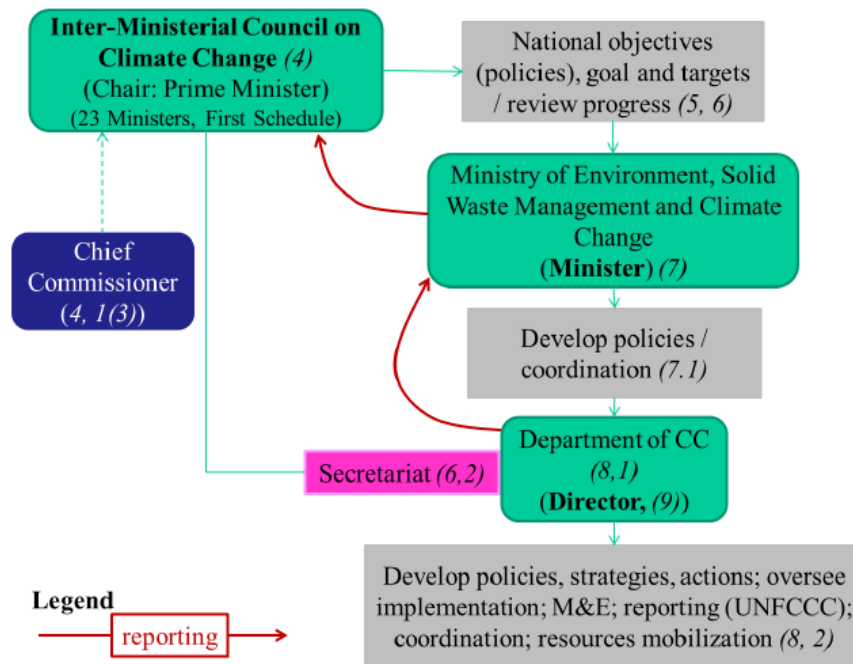 Inter-Ministerial Council on
Climate Change (4)
(Chair: Prime Minister)
(23 Ministers, First Schedule)
National objectives
(policies), goal and targets
/ review progress (5, 6)
Ministry of Environment, Solid
Waste Management and Climate
Change
(Minister) (7)
Chief
Commissioner
(4, 1(3))
Develop policies /
coordination (7.1)
Department of CC
(8,1)
(Director, (9))
Secretariat (6,2)
Develop policies, strategies, actions; oversee
implementation; M&E; reporting (UNFCCC);
coordination; resources mobilization (8, 2)
Legend
reporting